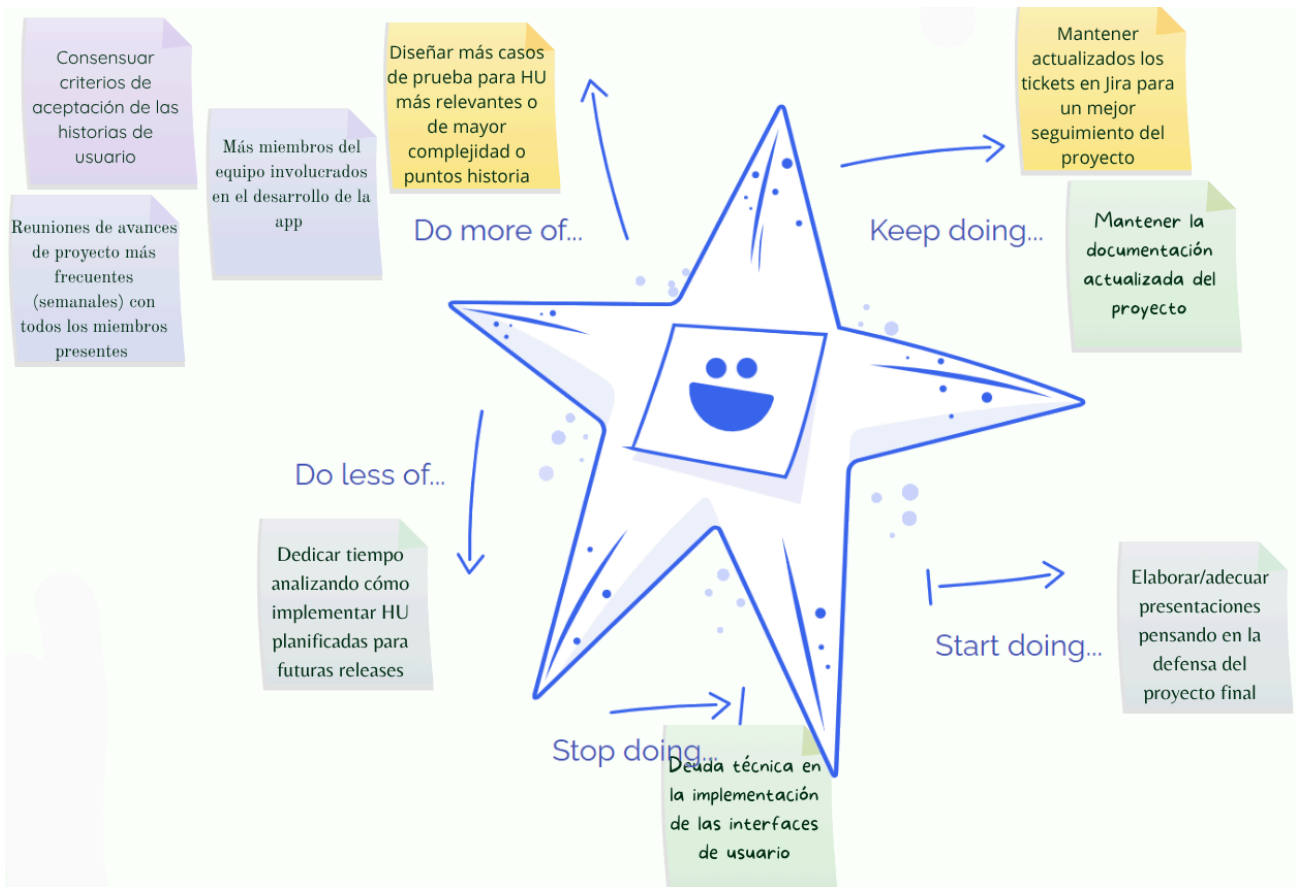 Consensuar
criterios de
aceptación de las
historias de
usuario
Más miembros del
equipo involucrados
en el desarrollo de la
app
Reuniones de avances
de proyecto más
frecuentes
(semanales) con
todos los miembros
presentes
Diseñar más casos
de prueba para HU
más relevantes o
de mayor
complejidad o
puntos historia
Do more of...
Keep doing...
Mantener
actualizados los
tickets en Jira para
un mejor
seguimiento del
proyecto
Mantener la
documentación
actualizada del
proyecto
Do less of...
Dedicar tiempo
analizando cómo
implementar HU
planificadas para
futuras releases
Start doing...
Elaborar/adecuar
presentaciones
pensando en la
defensa del
proyecto final
Stop doing...
Deuda técnica en
la implementación
de las interfaces
de usuario